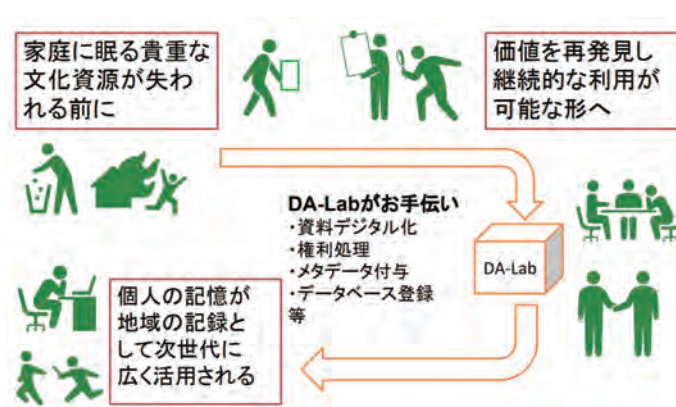 家庭に眠る貴重な
文化資源が失わ
れる前に
価値を再発見し
継続的な利用が
可能な形へ
DA-Labがお手伝い
・資料デジタル化
・権利処理
・メタデータ付与
・データベース登録
等
DA-Lab
個人の記憶が
地域の記録と
して次世代に
広く活用される